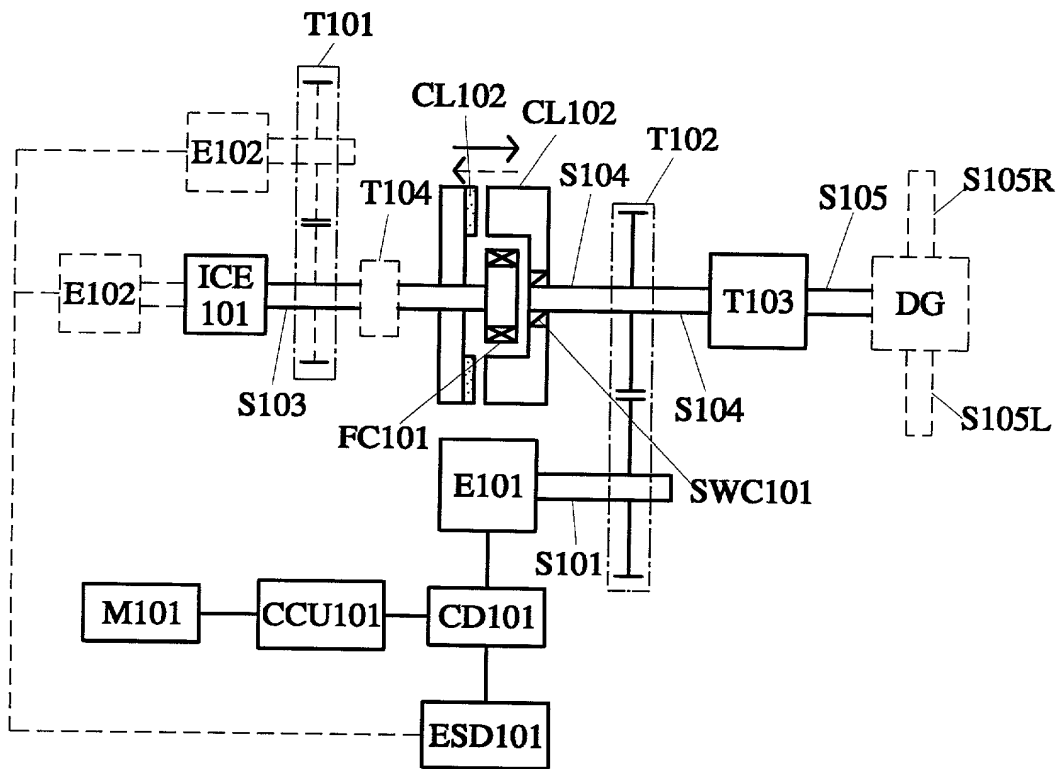 T101
CL102
CL102
T102
E102
S104
S105R
T104
S105
E102
ICE
101
T103
DG
S103
S104
S105L
FC101
E101
SWC101
S101
M101
CCU101
CD101
ESD101